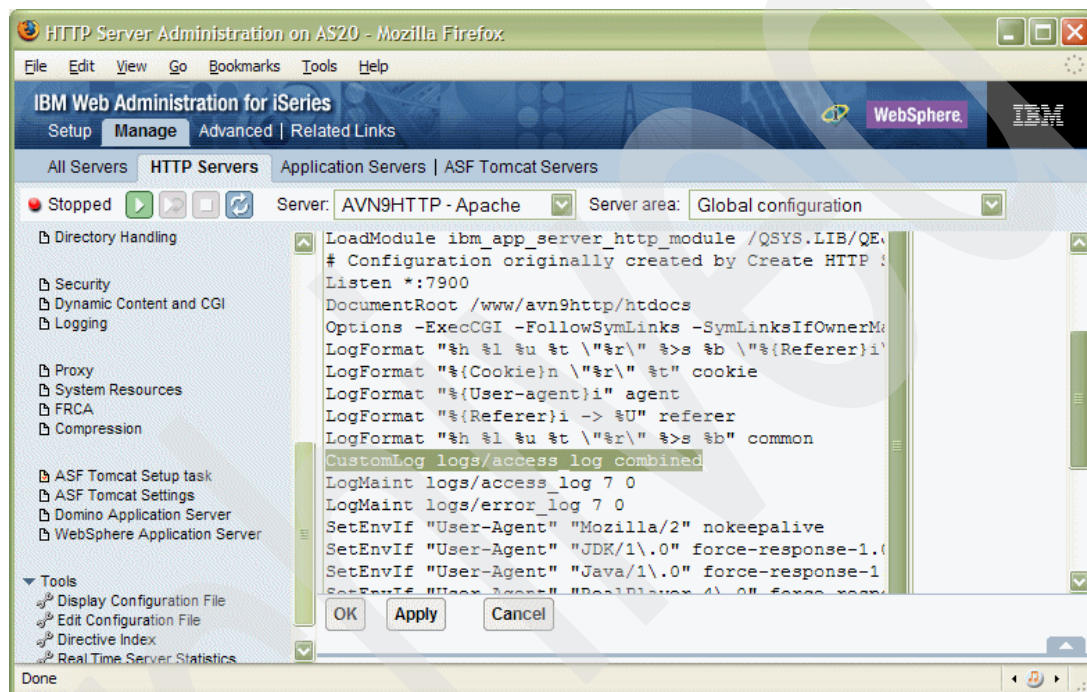 HTTP Server Administration on AS20 - Mozilla Firefox
File Edit View Go Bookmarks Tools Help
IBM Web Administration for iSeries
WebSphere. IBM
Setup Manage Advanced | Related Links
All Servers HTTP Servers Application Servers | ASF Tomcat Servers
Stopped Server: AVN9HTTP - Apache Server area: Global configuration
Directory Handling
Security
Dynamic Content and CGI
Logging
Proxy
System Resources
FRCA
Compression
ASF Tomcat Setup task
ASF Tomcat Settings
Domino Application Server
WebSphere Application Server
Tools
Display Configuration File
Edit Configuration File
Directive Index
Real Time Server Statistics
LoadModule ibm_app_server_http_module /QSYS.LIB/
# Configuration originally created by Create HTTP
Listen *:7900
DocumentRoot /www/avn9http/htdocs
Options -ExecCGI -FollowSymLinks
LogFormat "%h %l %u %t \"%r\" %>s %b \"%{Referer}i\
LogFormat "%{Cookie}n \"%r\" %t" cookie
LogFormat "%{User-agent}i" agent
LogFormat "%{Referer}i -> %U" referer
LogFormat "%h %l %u %t \"%r\" %>s %b" common
CustomLog logs/access_log combined
LogMaint logs/access_log 7 0
LogMaint logs/error_log 7 0
SetEnvIf "User-Agent" "Mozilla/2" nokeepalive
SetEnvIf "User-Agent" "JDK/1\.0" force-response-1.
SetEnvIf "User-Agent" "Java/1\.0" force-response-1
OK Apply Cancel
Done